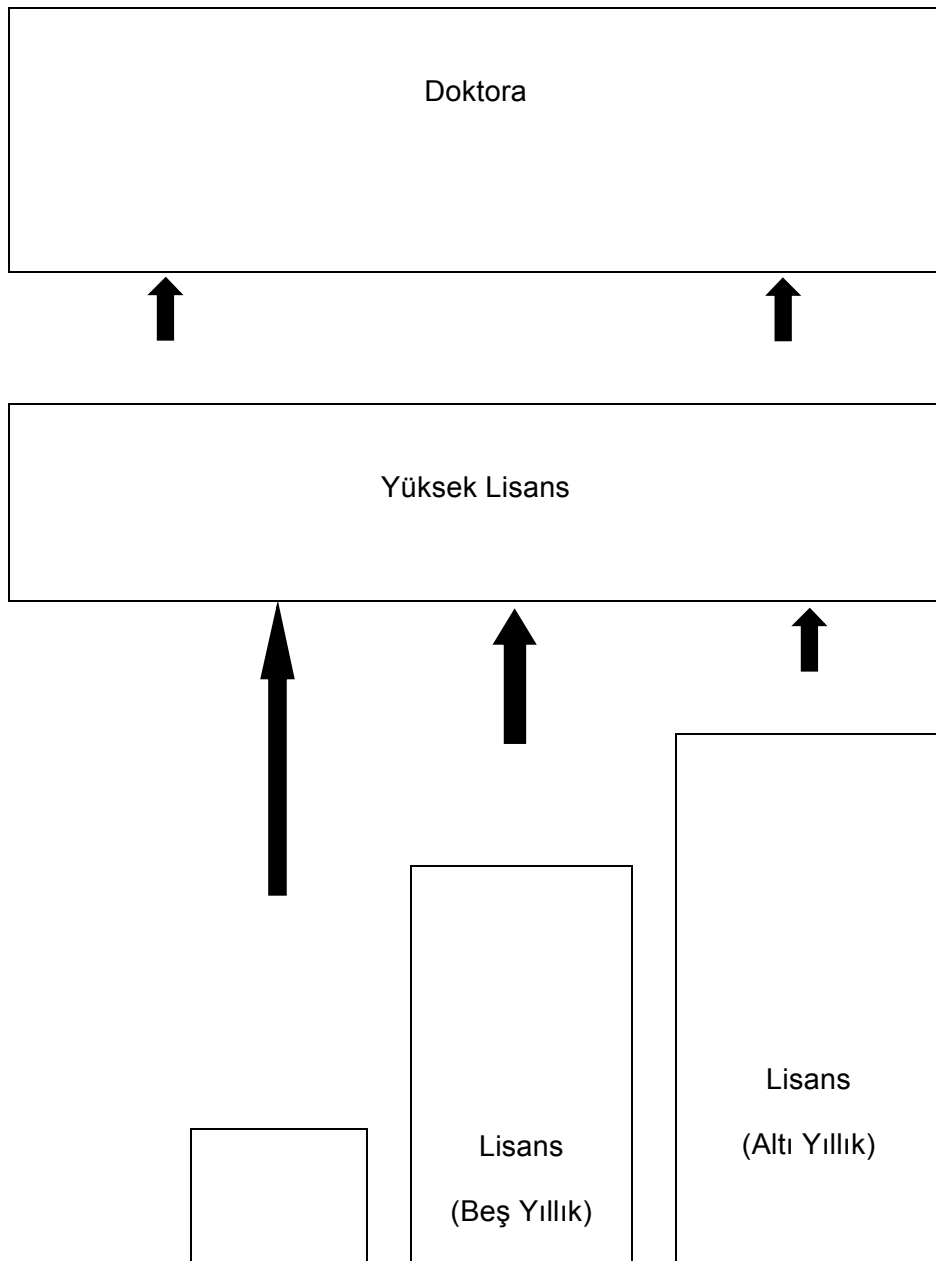 Doktora
Yüksek Lisans
Lisans
(Altı Yıllık)
Lisans
(Beş Yıllık)